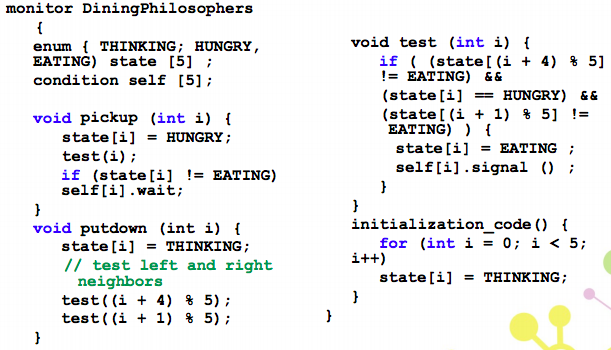 monitor DiningPhilosophers
{
enum { THINKING; HUNGRY,
EATING) state [5] ;
condition self [5];
void pickup (int i) {
state[i] = HUNGRY;
test(i);
if (state[i] != EATING)
self[i].wait;
}
void putdown (int i) {
state[i] = THINKING;
// test left and right
neighbors
test((i + 4) % 5);
test((i + 1) % 5);
}
void test (int i) {
if ( (state[(i + 4) % 5]
!= EATING) &&
(state[i] == HUNGRY) &&
(state[(i + 1) % 5] !=
EATING) ) {
state[i] = EATING ;
self[i].signal () ;
}
}
initialization_code() {
for (int i = 0; i < 5;
i++)
state[i] = THINKING;
}
}